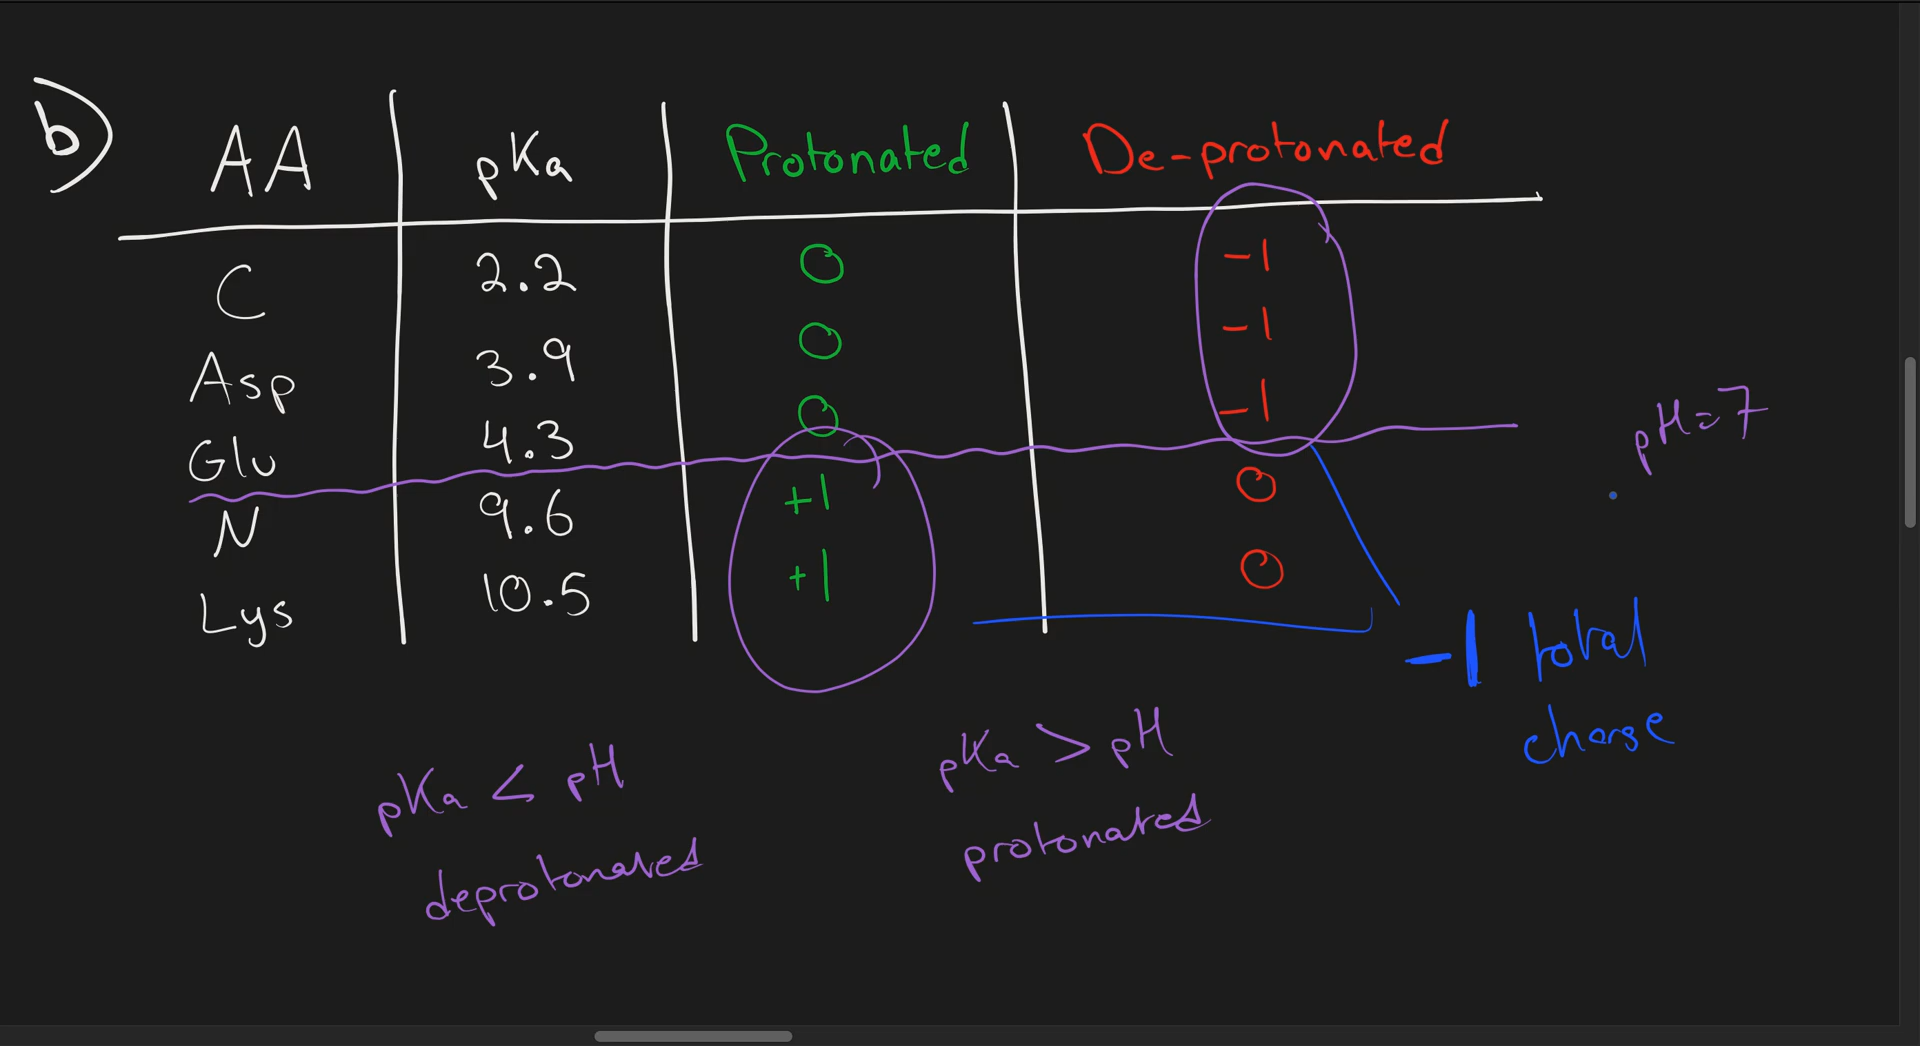 b)
AA pKa Protonated De-protonated
C 2.2 0 -1
Asp 3.9 0 -1
Glu 4.3 0 -1
pH=7
N 9.6 +1 0
Lys 10.5 +1 0
-1 total
charge
pKa < pH
deprotonated
pKa > pH
protonated